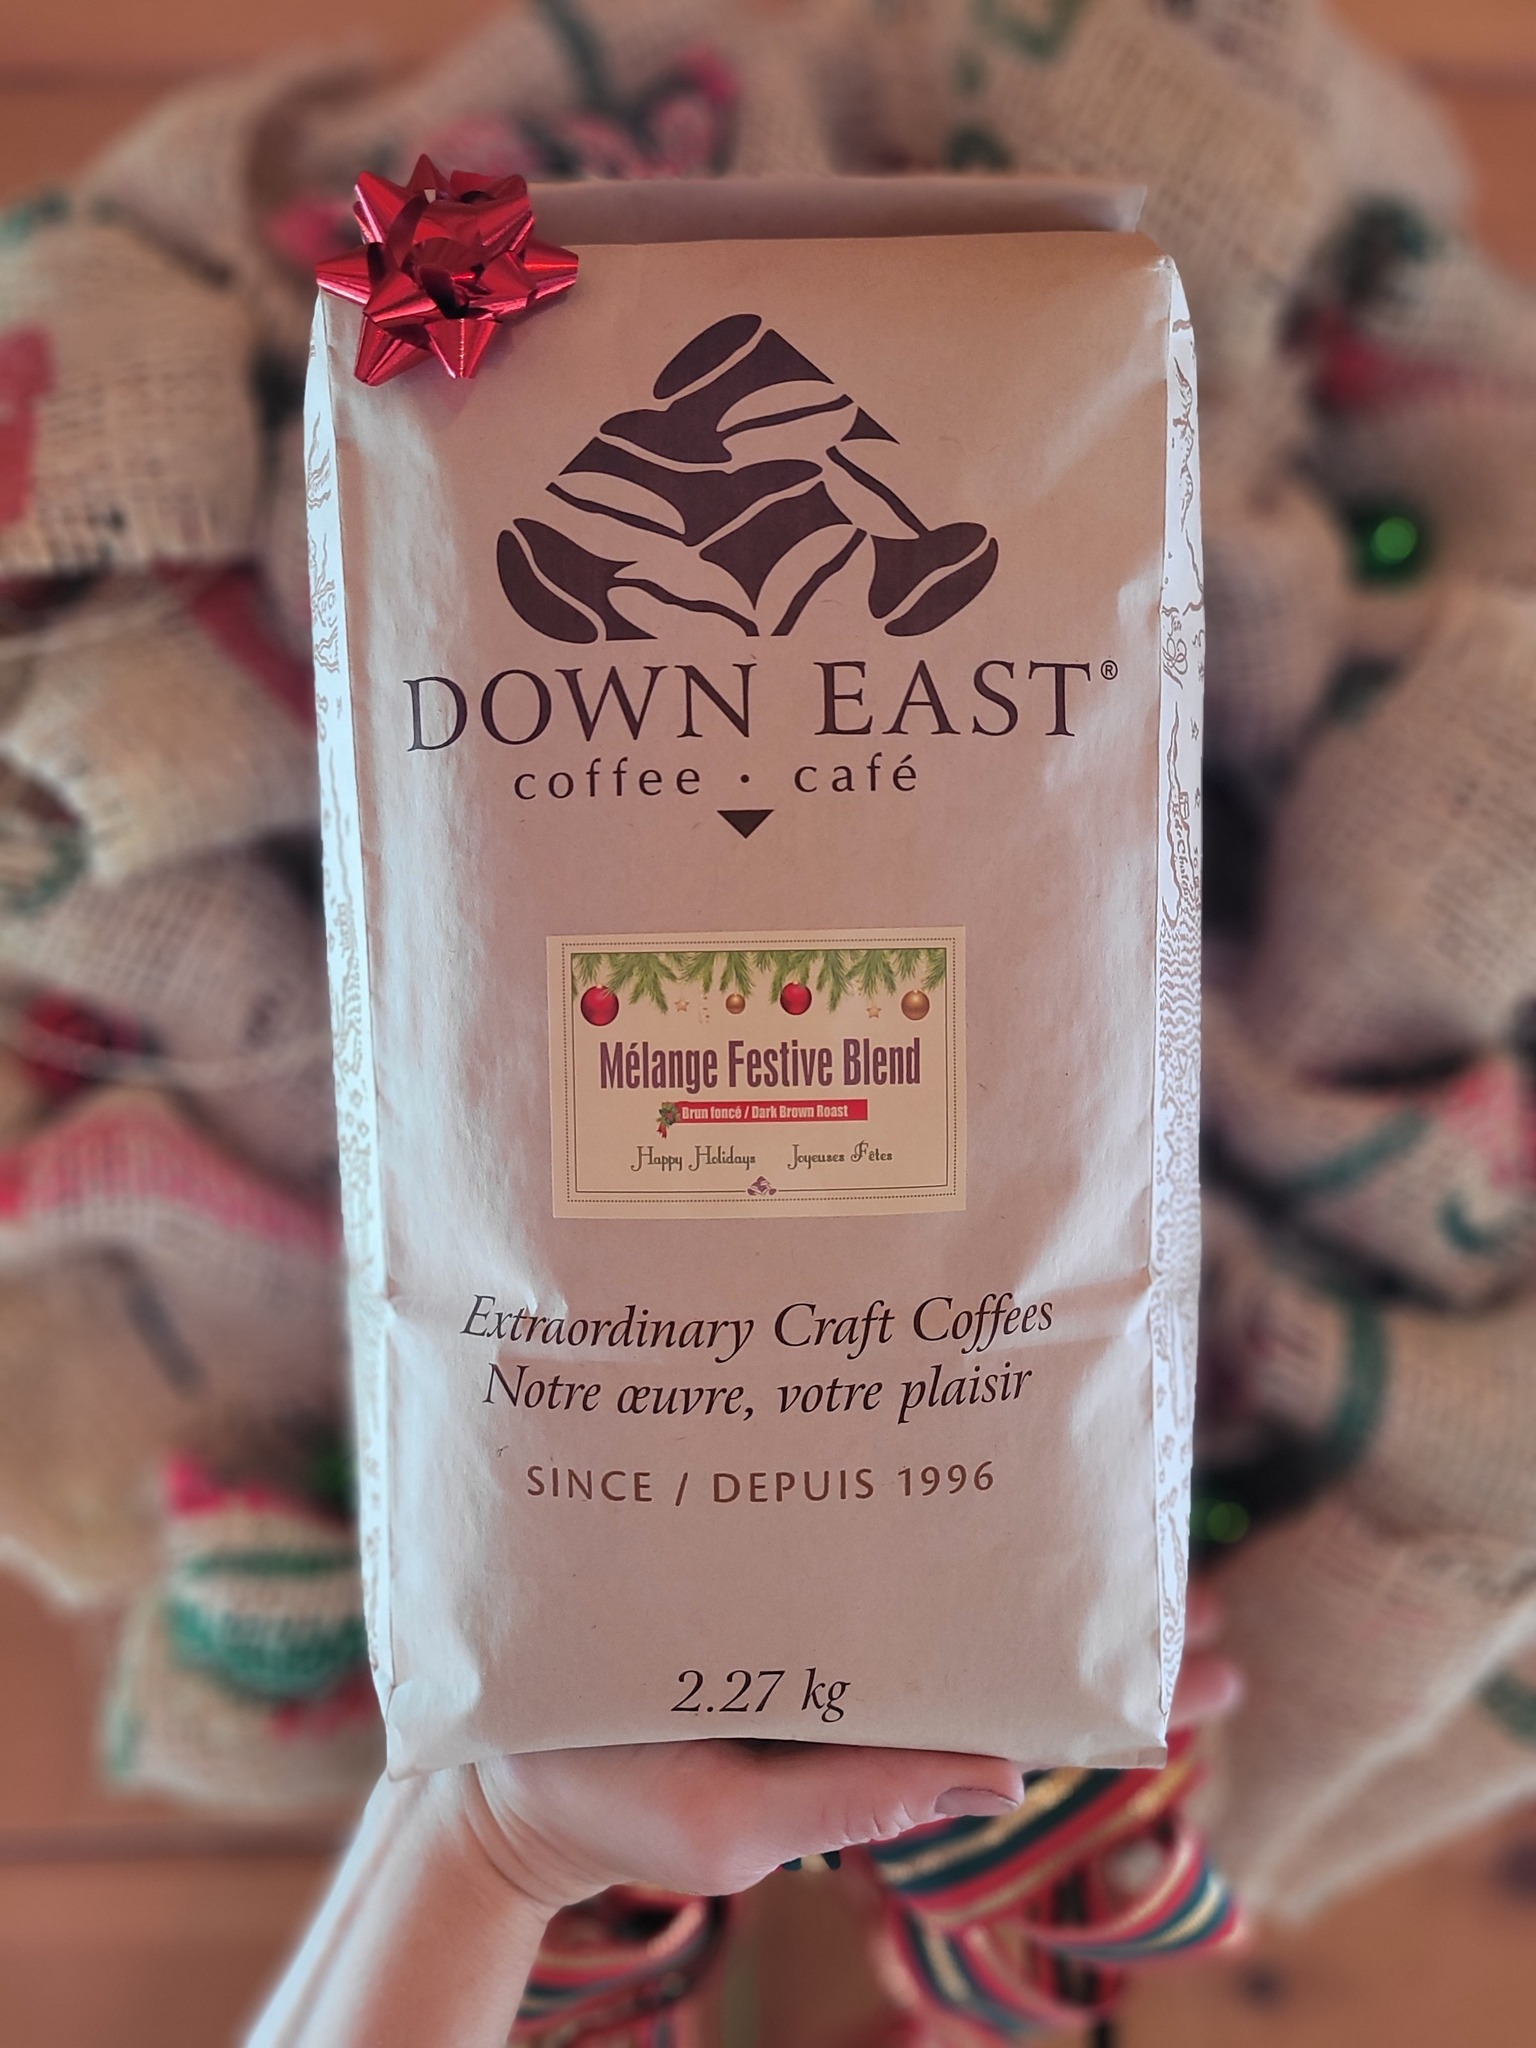 DOWN EAST®
coffee · café
Mélange Festive Blend
Brun foncé / Dark Brown Roast
Happy Holidays Joyeuses Fêtes
Extraordinary Craft Coffees
Notre œuvre, votre plaisir
SINCE / DEPUIS 1996
2.27 kg